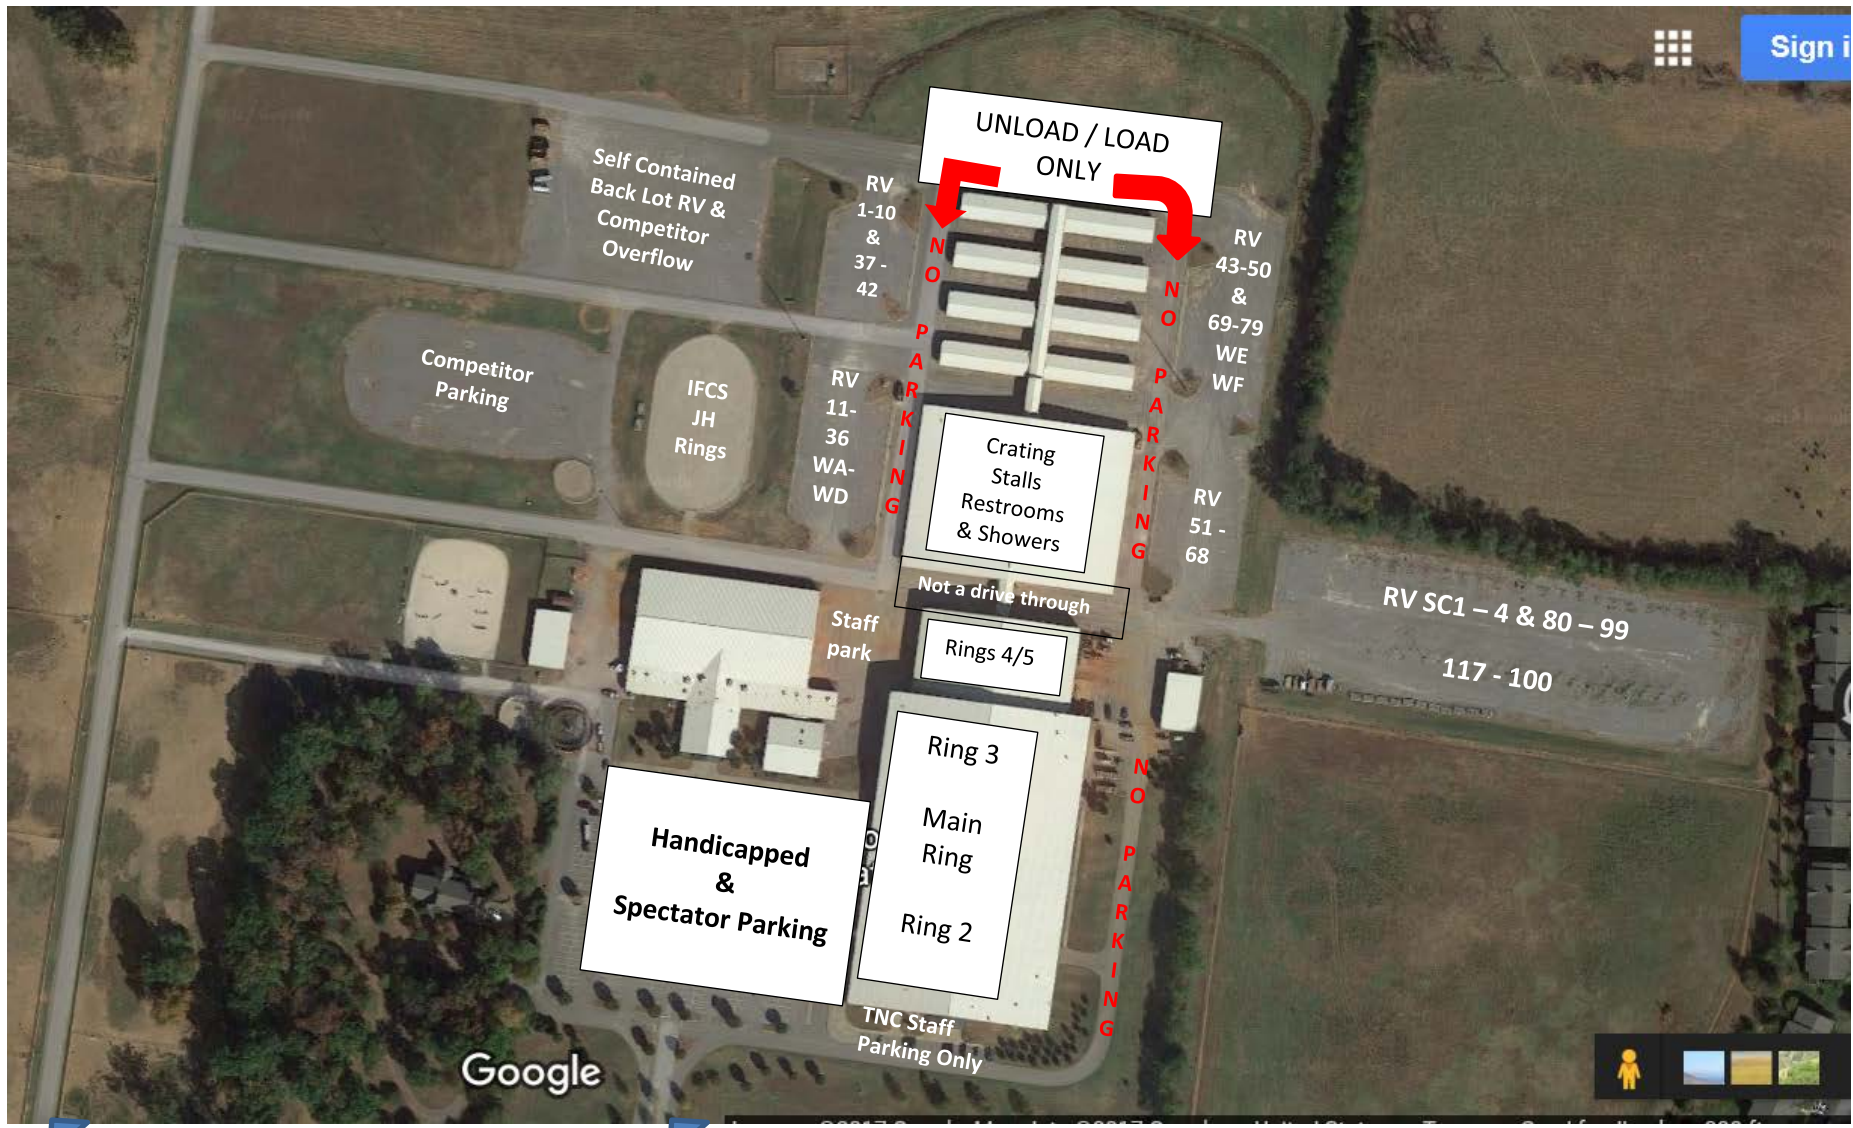 Sign i
UNLOAD / LOAD
ONLY
Self Contained
Back Lot RV &
Competitor
Overflow
RV
1-10
&
37 -
42
NO PARKING
NO PARKING
RV
43-50
&
69-79
WE
WF
Competitor
Parking
IFCS
JH
Rings
RV
11-
36
WA-
WD
Crating
Stalls
Restrooms
& Showers
RV
51 -
68
Not a drive through
RV SC1 – 4 & 80 – 99
117 - 100
Staff
park
Rings 4/5
Ring 3
Main
Ring
Ring 2
NO PARKING
Handicapped
&
Spectator Parking
TNC Staff
Parking Only
Google